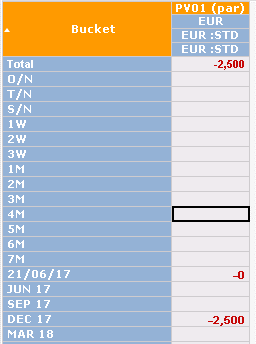 Bucket PV01 (par)
EUR
EUR :STD
EUR :STD
Total -2,500
O/N
T/N
S/N
1W
2W
3W
1M
2M
3M
4M
5M
6M
7M
21/06/17 -0
JUN 17
SEP 17
DEC 17 -2,500
MAR 18